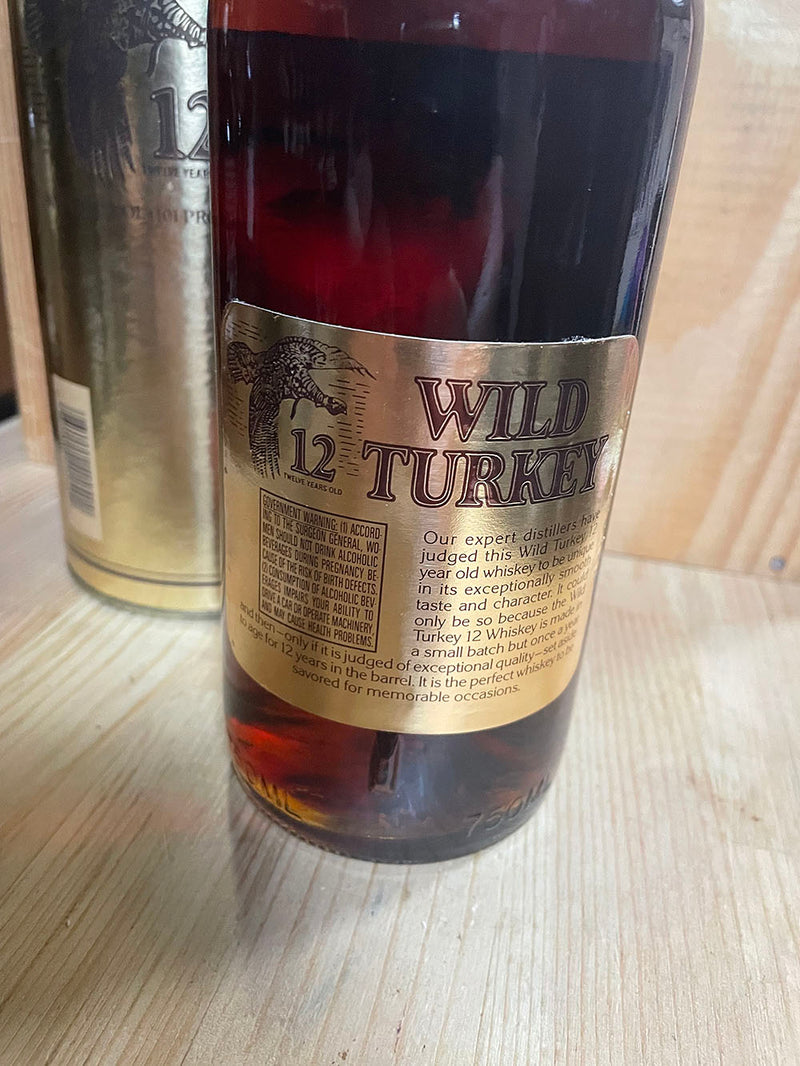 12
101 PR
WILD
TURKEY
12
TWELVE YEARS OLD
GOVERNMENT WARNING: (1) ACCORD-
ING TO THE SURGEON GENERAL, WO-
MEN SHOULD NOT DRINK ALCOHOLIC
BEVERAGES DURING PREGNANCY BE-
CAUSE OF THE RISK OF BIRTH DEFECTS.
(2) CONSUMPTION OF ALCOHOLIC BEV-
ERAGES IMPAIRS YOUR ABILITY TO
DRIVE A CAR OR OPERATE MACHINERY,
AND MAY CAUSE HEALTH PROBLEMS.
Our expert distillers have
judged this Wild Turkey 12
year old whiskey to be unique
in its exceptionally smooth
taste and character. It could
only be so because the Wild
Turkey 12 Whiskey is made in
a small batch but once a year
and then—only if it is judged of exceptional quality—set aside
to age for 12 years in the barrel. It is the perfect whiskey to be
savored for memorable occasions.
750ML